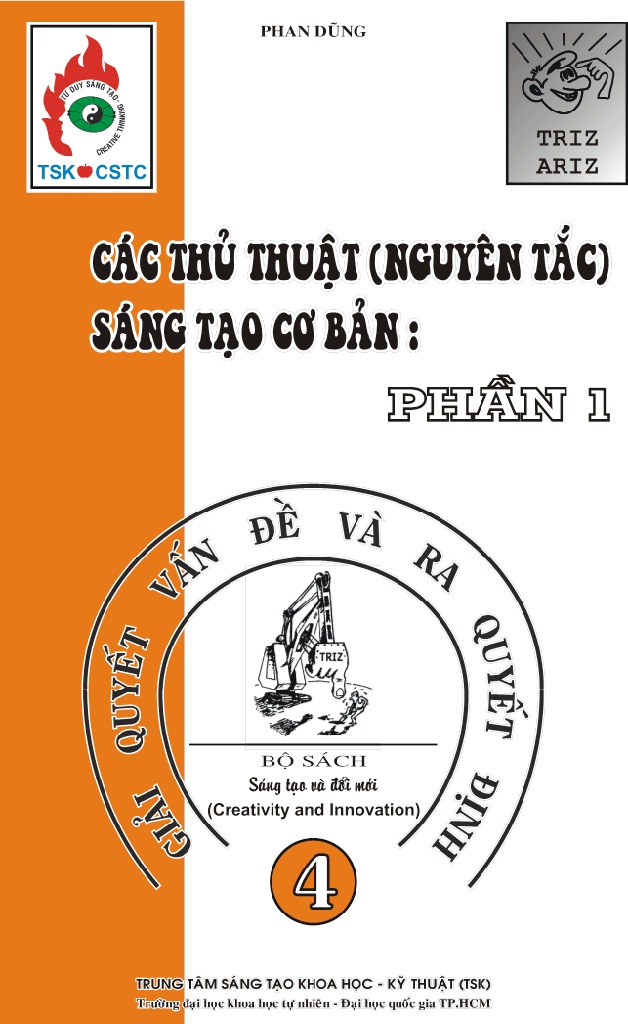 PHAN DŨNG
TƯ DUY SÁNG TẠO - CREATIVE THINKING
TSK CSTC
TRIZ
ARIZ
CÁC THỦ THUẬT (NGUYÊN TẮC)
SÁNG TẠO CƠ BẢN :
PHẦN 1
GIẢI QUYẾT VẤN ĐỀ VÀ RA QUYẾT ĐỊNH
TRIZ
BỘ SÁCH
Sáng tạo và đổi mới
(Creativity and Innovation)
4
TRUNG TÂM SÁNG TẠO KHOA HỌC - KỸ THUẬT (TSK)
Trường đại học khoa học tự nhiên - Đại học quốc gia TP.HCM